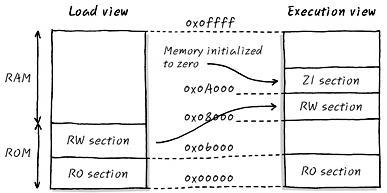 Load view
Execution view
0x0ffff
Memory initialized
to zero
RAM
ZI section
0x0A000
RW section
0x08000
RW section
0x06000
ROM
RO section
0x00000
RO section